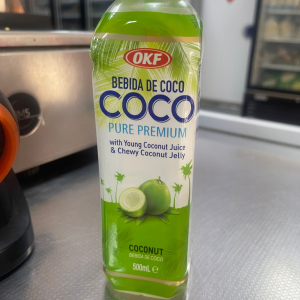 OKF
BEBIDA DE COCO
COCO
PURE PREMIUM
with Young Coconut Juice
& Chewy Coconut Jelly
COCONUT
BEBIDA DE COCO
500mL e